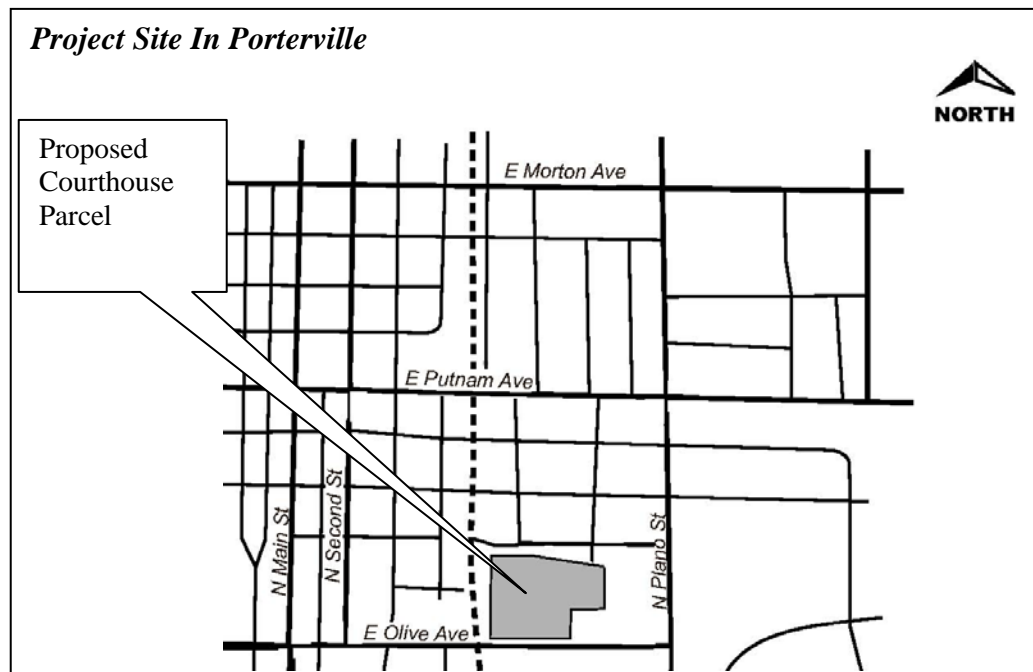 Project Site In Porterville
NORTH
Proposed
Courthouse
Parcel
E Morton Ave
E Putnam Ave
N Main St
N Second St
N Plano St
E Olive Ave